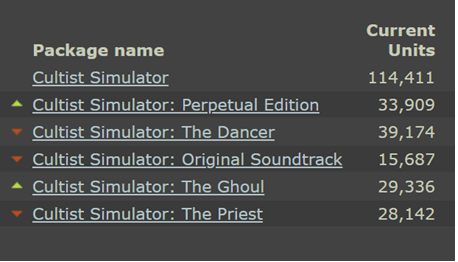 Package name Current Units
Cultist Simulator 114,411
Cultist Simulator: Perpetual Edition 33,909
Cultist Simulator: The Dancer 39,174
Cultist Simulator: Original Soundtrack 15,687
Cultist Simulator: The Ghoul 29,336
Cultist Simulator: The Priest 28,142